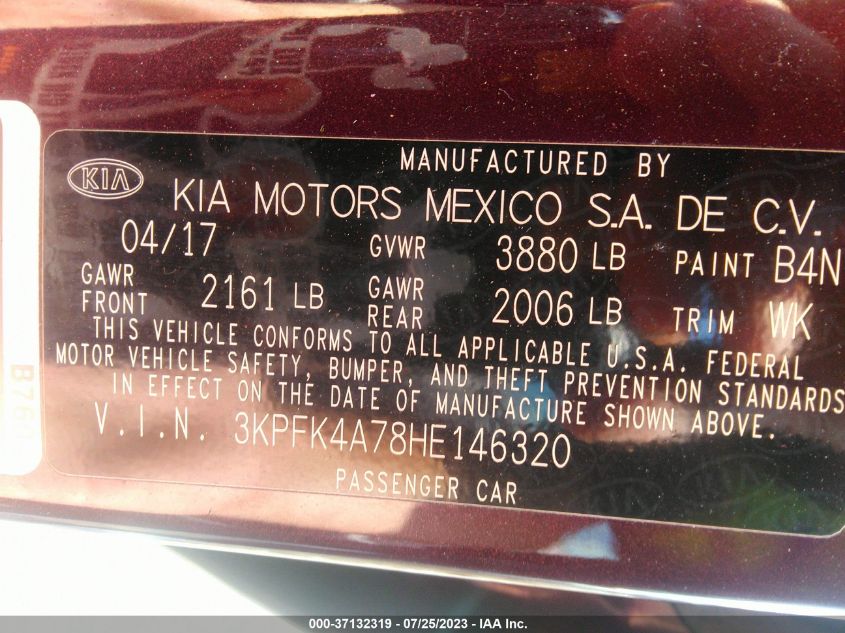 MANUFACTURED BY
KIA KIA MOTORS MEXICO S.A. DE C.V.
04/17 GVWR 3880 LB PAINT B4N
GAWR FRONT 2161 LB GAWR REAR 2006 LB TRIM WK
THIS VEHICLE CONFORMS TO ALL APPLICABLE U.S.A. FEDERAL
MOTOR VEHICLE SAFETY, BUMPER, AND THEFT PREVENTION STANDARDS
IN EFFECT ON THE DATE OF MANUFACTURE SHOWN ABOVE.
V.I.N. 3KPFK4A78HE146320
PASSENGER CAR
000-37132319 - 07/25/2023 - © IAA, Inc.